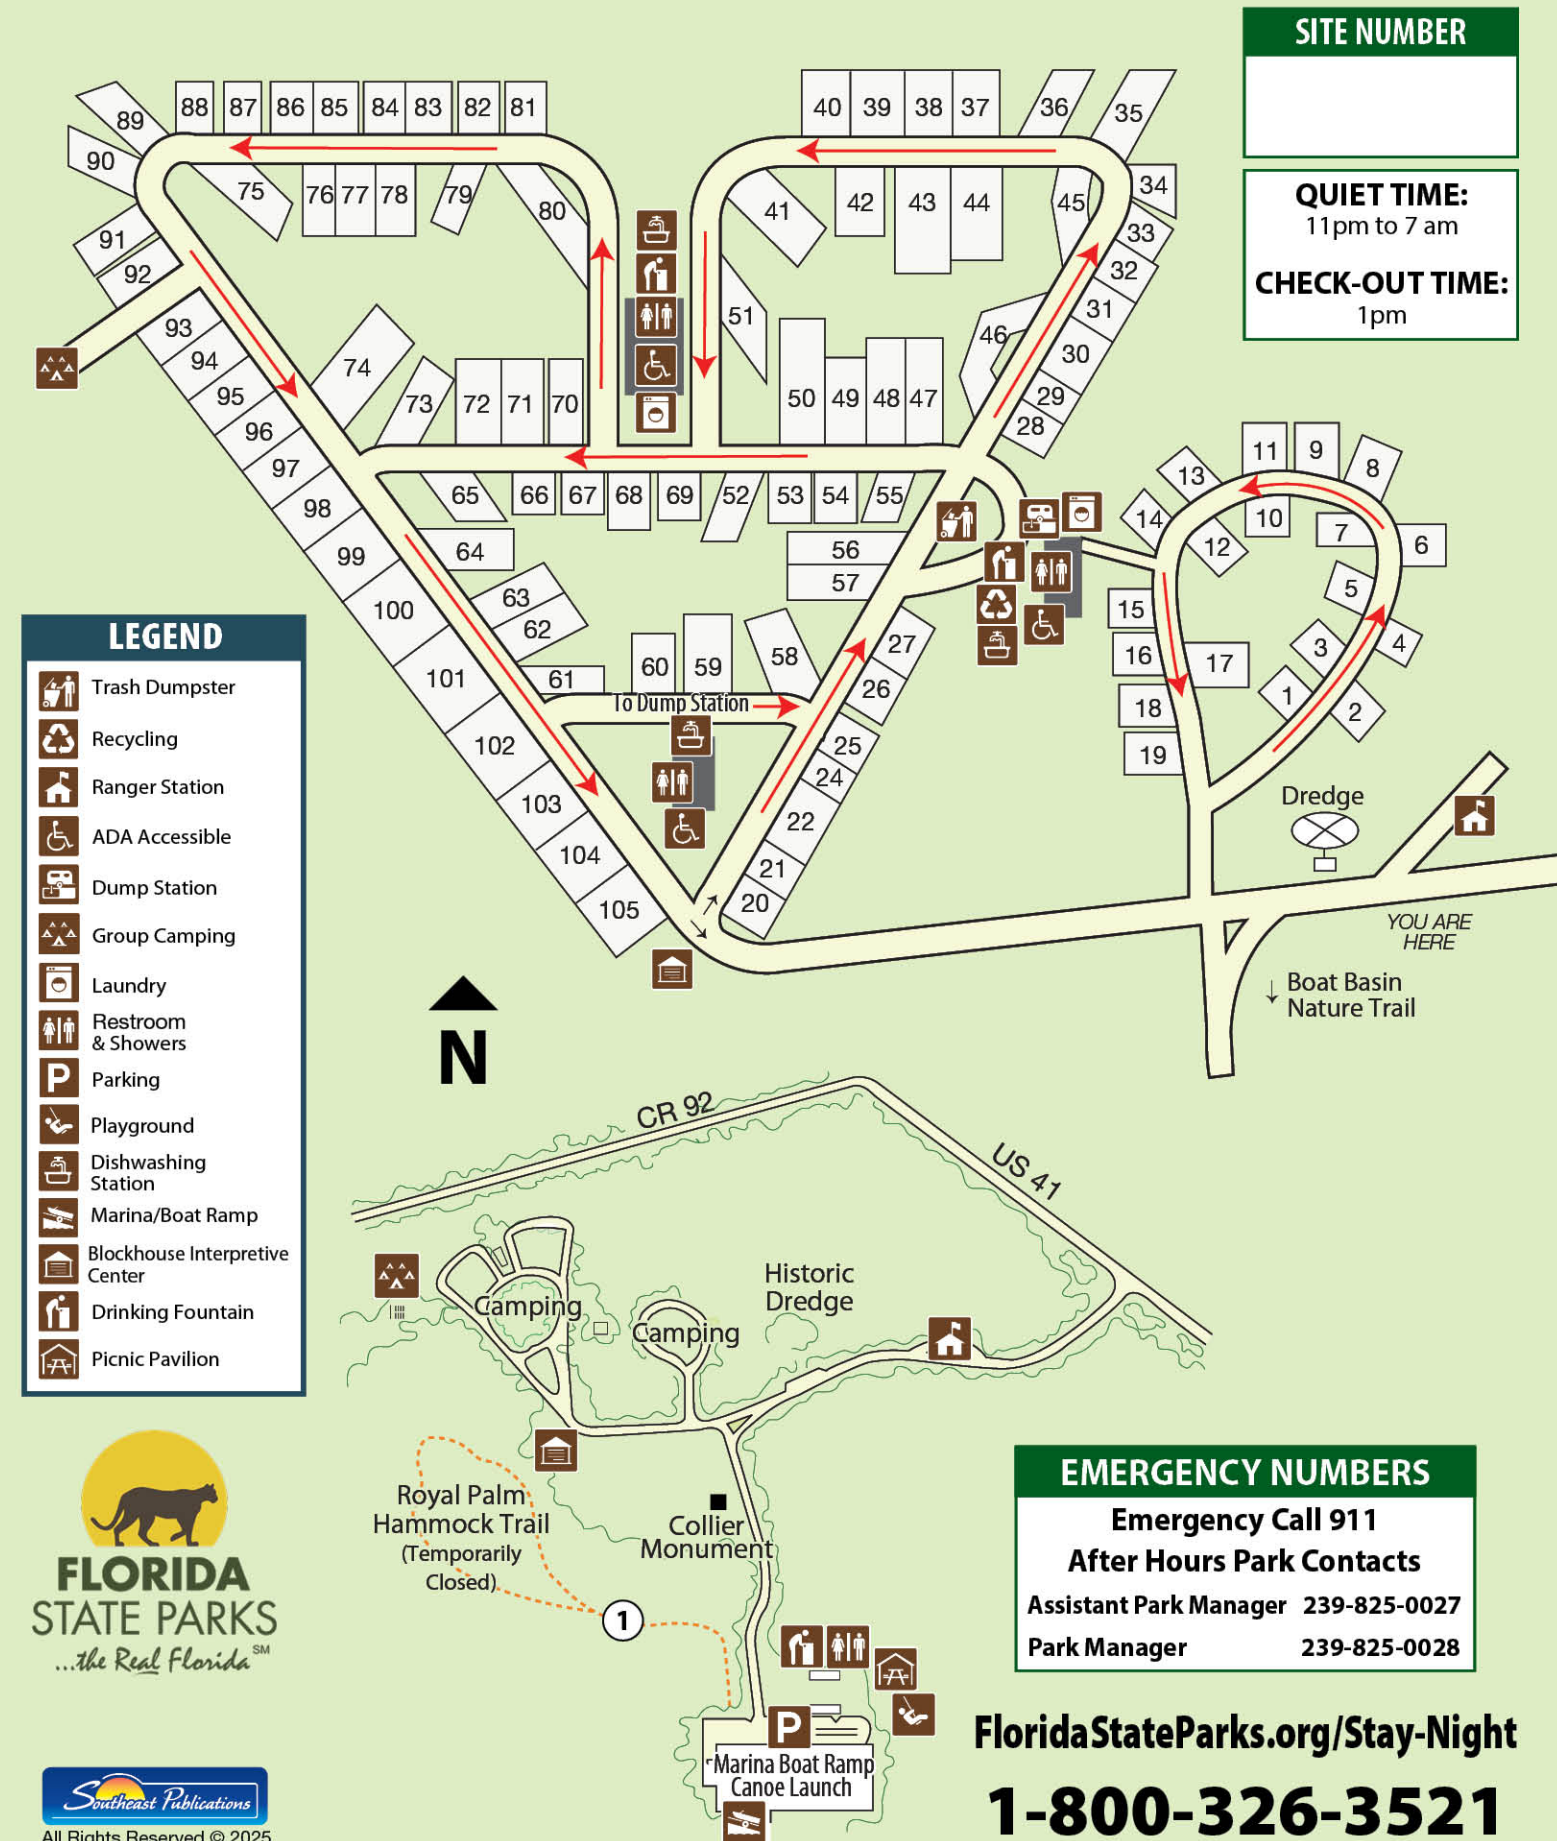 SITE NUMBER
QUIET TIME:
11pm to 7 am
CHECK-OUT TIME:
1pm
88 87 86 85 84 83 82 81
40 39 38 37 36 35
89
90
75 76 77 78 79 80
41 42 43 44 45 34
33
91
92
32
31
93
94
95
96
97
98
99
100
101
102
103
104
105
74
73 72 71 70
51
50 49 48 47
46
30
29
28
65 66 67 68 69 52 53 54 55
64
63
62
61
60 59 58
56
57
27
26
25
24
22
21
20
To Dump Station
11 9 8
13
14
12 10 7 6
5
15
16 17
18
19
3 4
1 2
Dredge
YOU ARE
HERE
↓ Boat Basin
Nature Trail
N
LEGEND
Trash Dumpster
Recycling
Ranger Station
ADA Accessible
Dump Station
Group Camping
Laundry
Restroom
& Showers
P Parking
Playground
Dishwashing
Station
Marina/Boat Ramp
Blockhouse Interpretive
Center
Drinking Fountain
Picnic Pavilion
CR 92
US 41
Camping
Camping
Historic
Dredge
Royal Palm
Hammock Trail
(Temporarily
Closed)
Collier
Monument
1
P
Marina Boat Ramp
Canoe Launch
EMERGENCY NUMBERS
Emergency Call 911
After Hours Park Contacts
Assistant Park Manager 239-825-0027
Park Manager 239-825-0028
FLORIDA
STATE PARKS
...the Real Florida℠
FloridaStateParks.org/Stay-Night
1-800-326-3521
Southeast Publications
All Rights Reserved © 2025